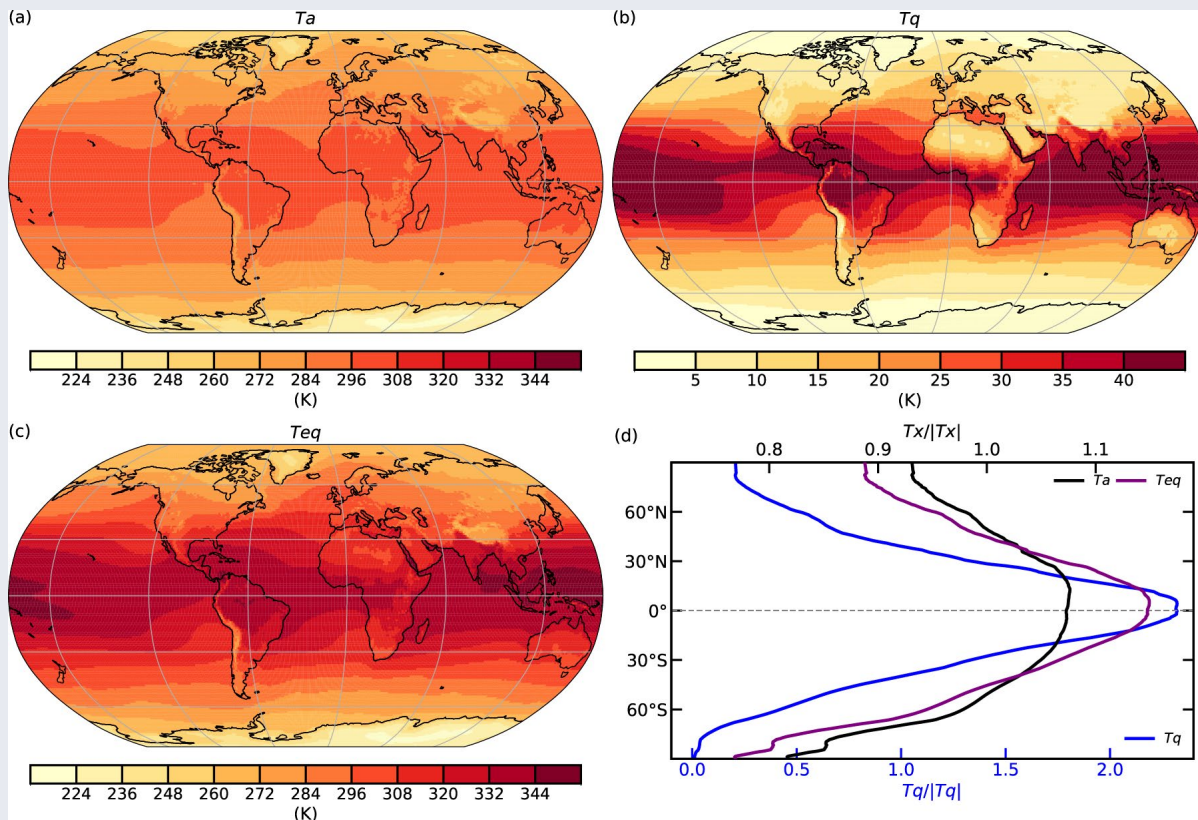 (a)
Ta
224 236 248 260 272 284 296 308 320 332 344
(K)
(b)
Tq
5 10 15 20 25 30 35 40
(K)
(c)
Teq
224 236 248 260 272 284 296 308 320 332 344
(K)
(d)
Tx/|Tx|
0.8 0.9 1.0 1.1
Ta Teq
60°N
30°N
0°
30°S
60°S
Tq
0.0 0.5 1.0 1.5 2.0
Tq/|Tq|